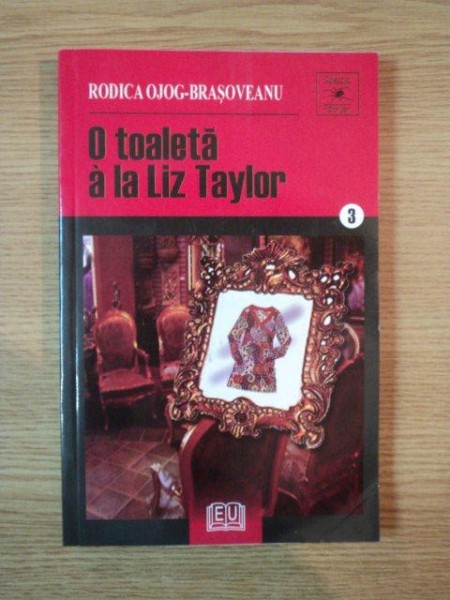 RODICA OJOG-BRAȘOVEANU
O toaletă
à la Liz Taylor
3
EU